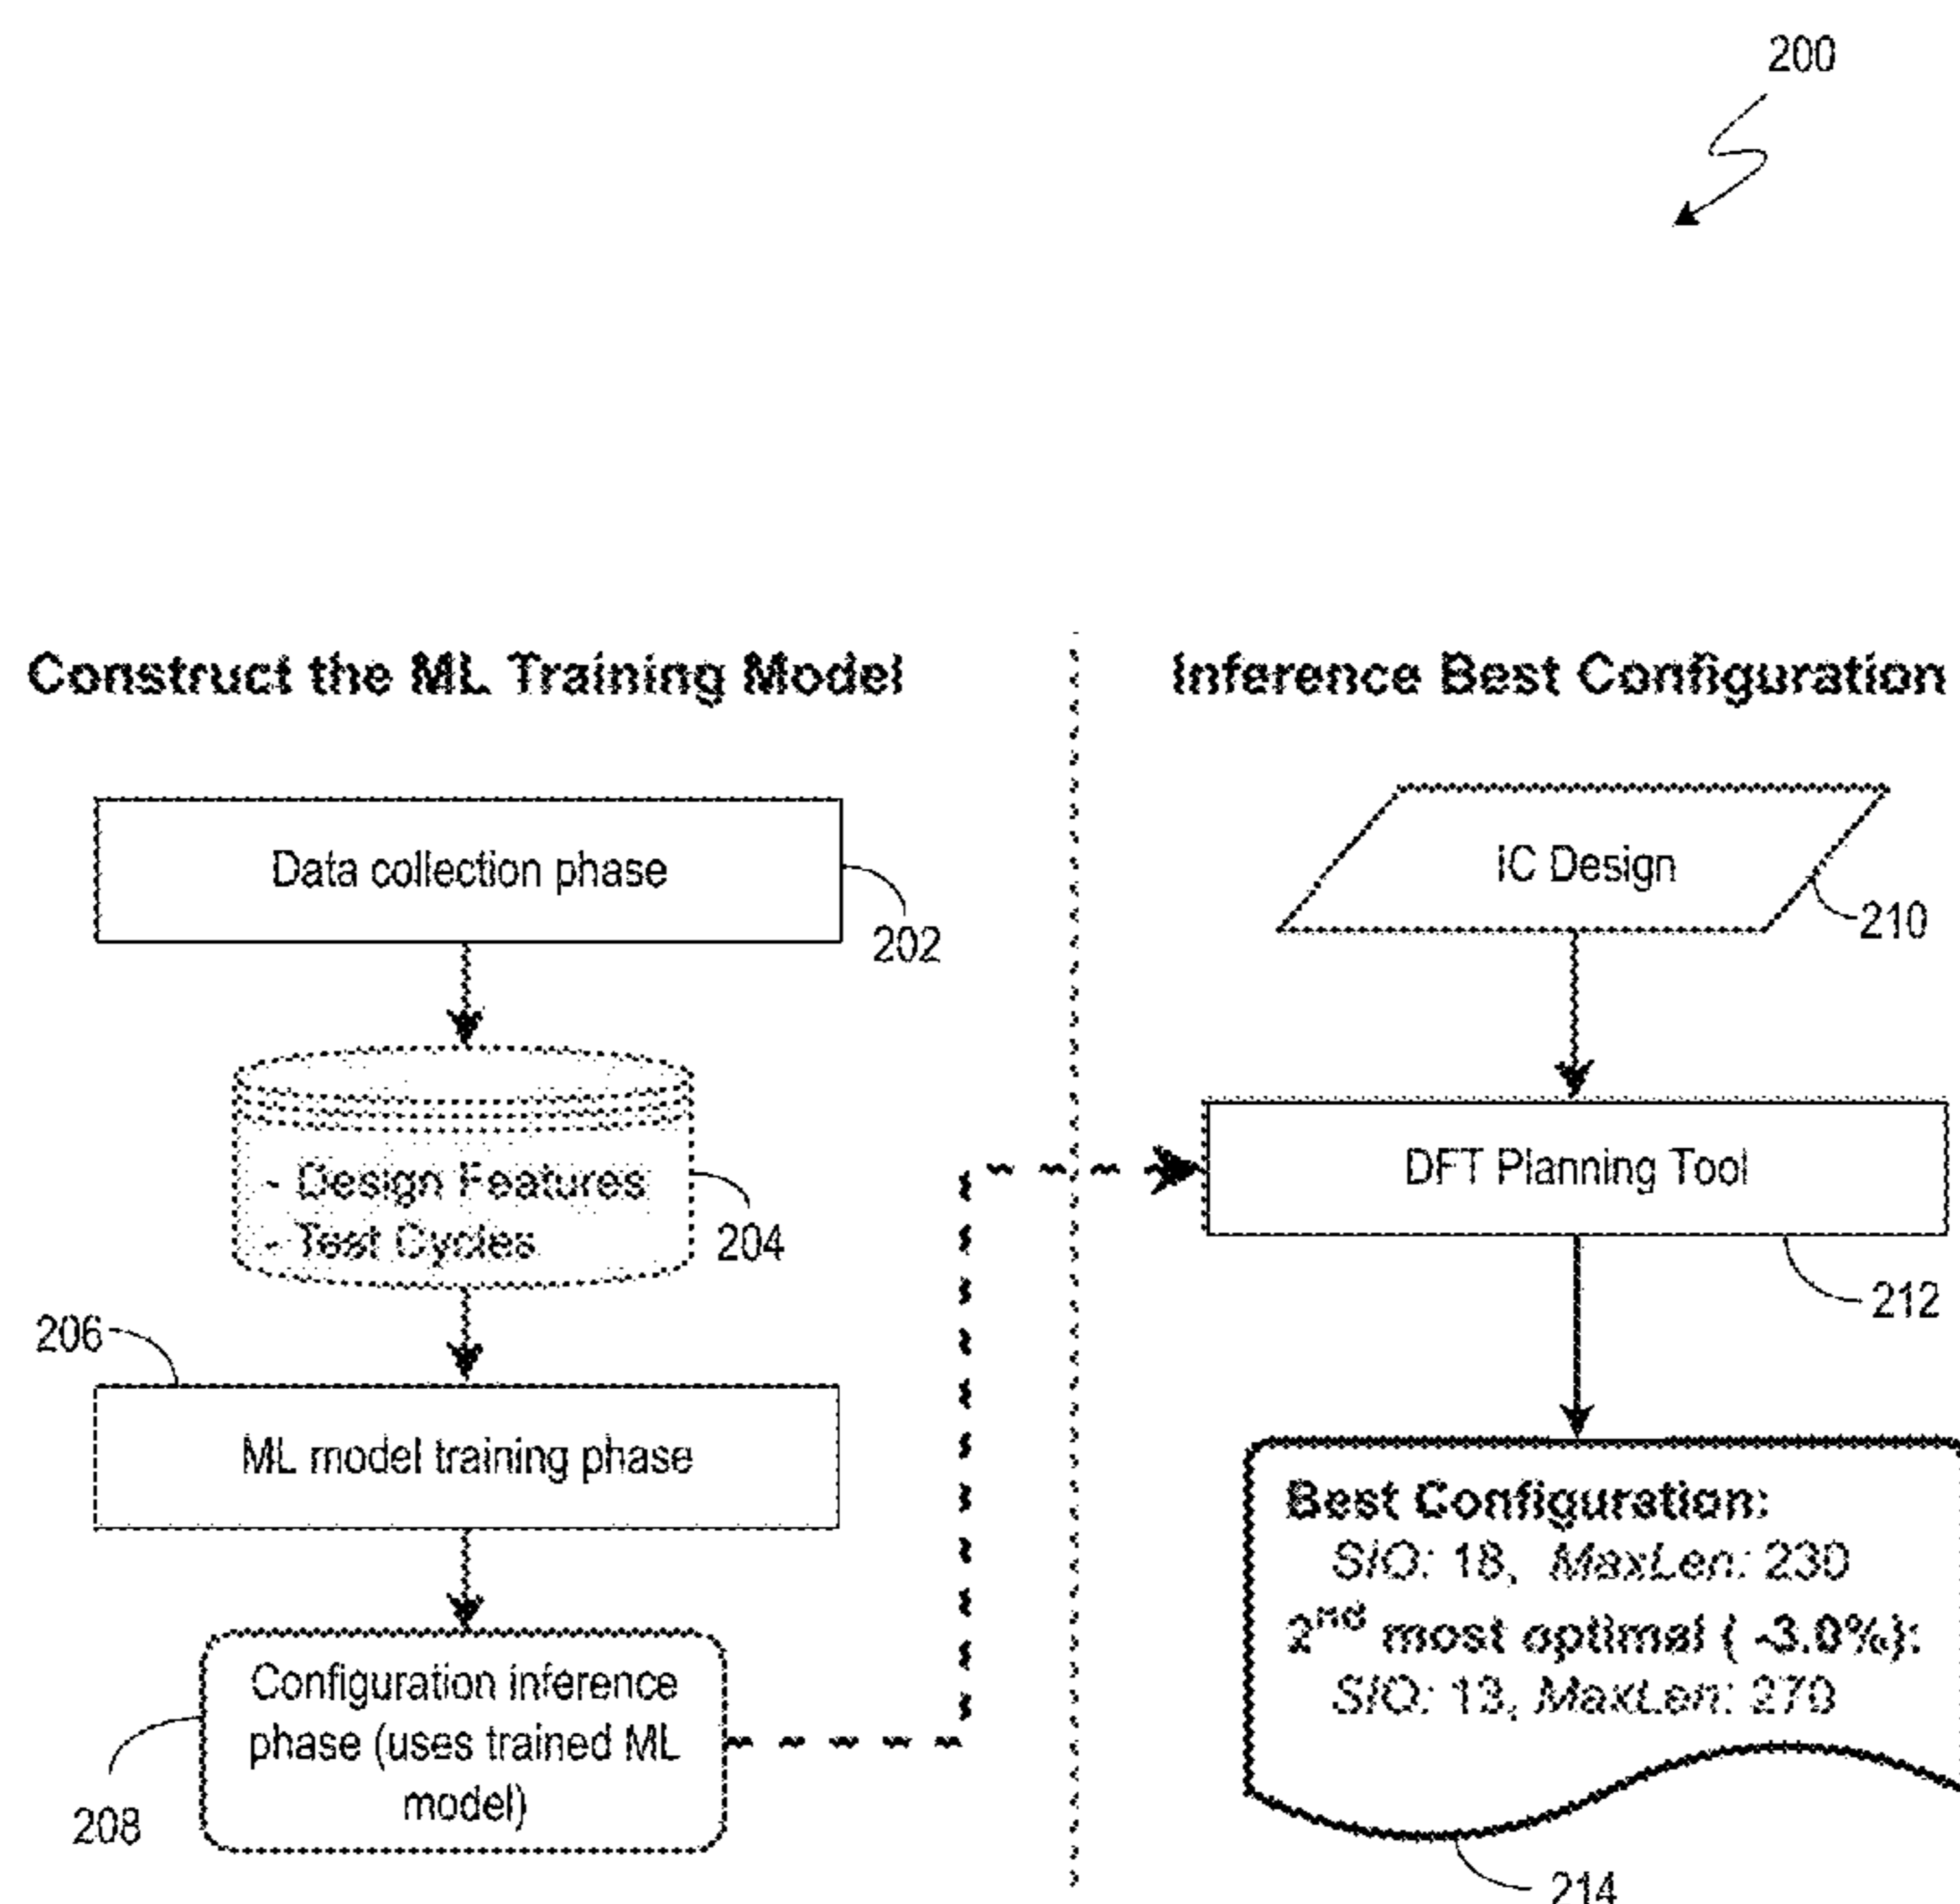 200
Construct the ML Training Model
Data collection phase
202
- Design Features
- Test Cycles
204
206
ML model training phase
Configuration inference
phase (uses trained ML
model)
208
Inference Best Configuration
IC Design
210
DFT Planning Tool
212
Best Configuration:
SIO: 18, MaxLen: 230
2nd most optimal ( -3.0%):
SIO: 13, MaxLen: 270
214